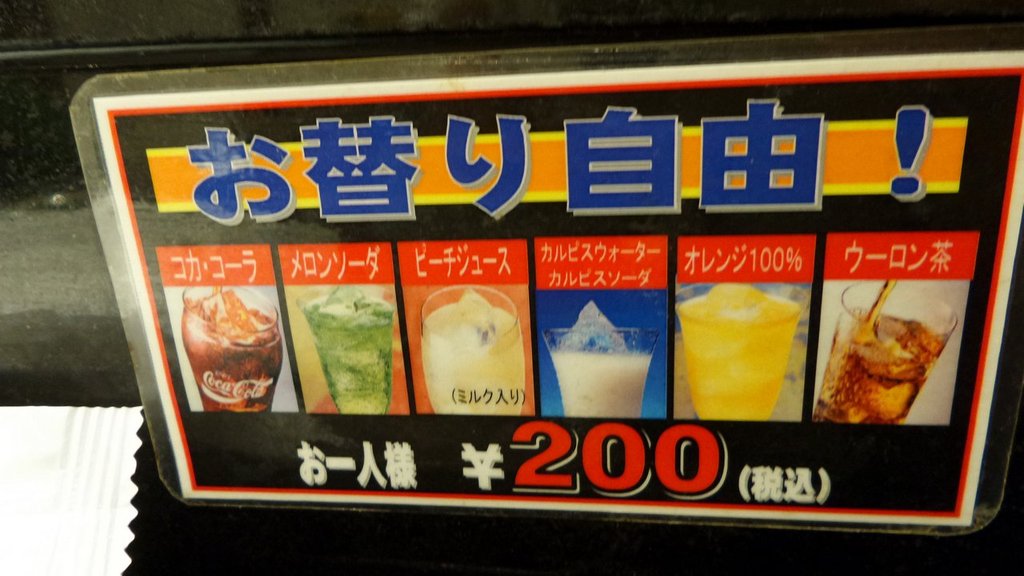 お替り自由!
コカ・コーラ
メロンソーダ
ピーチジュース
カルピスウォーター
カルピスソーダ
オレンジ100%
ウーロン茶
Coca-Cola
(ミルク入り)
お一人様 ¥200(税込)